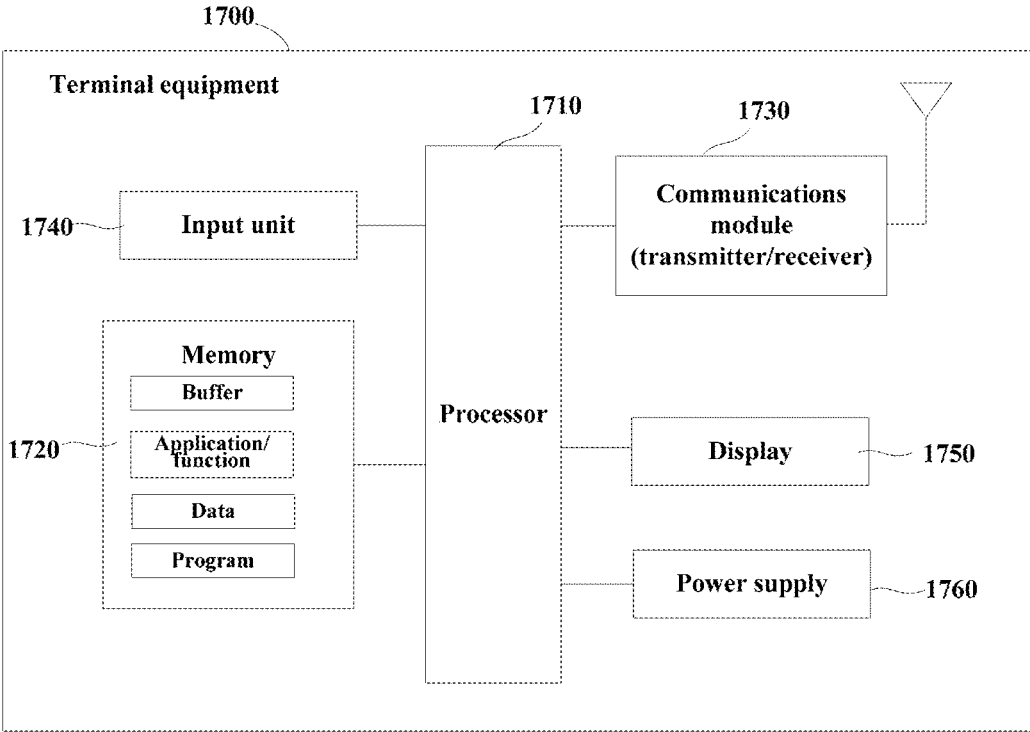 1700
Terminal equipment
1710
1730
Communications
module
(transmitter/receiver)
1740
Input unit
Memory
Buffer
Application/
function
Data
Program
1720
Processor
Display
1750
Power supply
1760